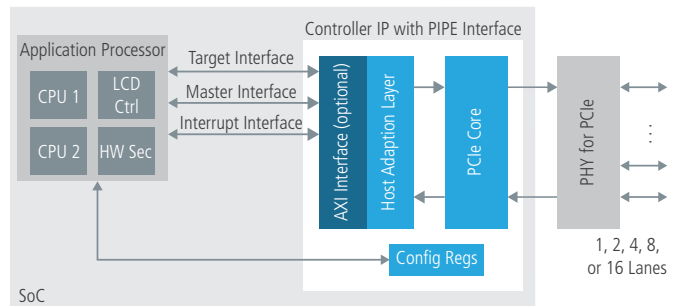 Controller IP with PIPE Interface
Application Processor
CPU 1
LCD
Ctrl
CPU 2
HW Sec
Target Interface
Master Interface
Interrupt Interface
AXI Interface (optional)
Host Adaption Layer
PCIe Core
PHY for PCIe
Config Regs
1, 2, 4, 8,
or 16 Lanes
SoC